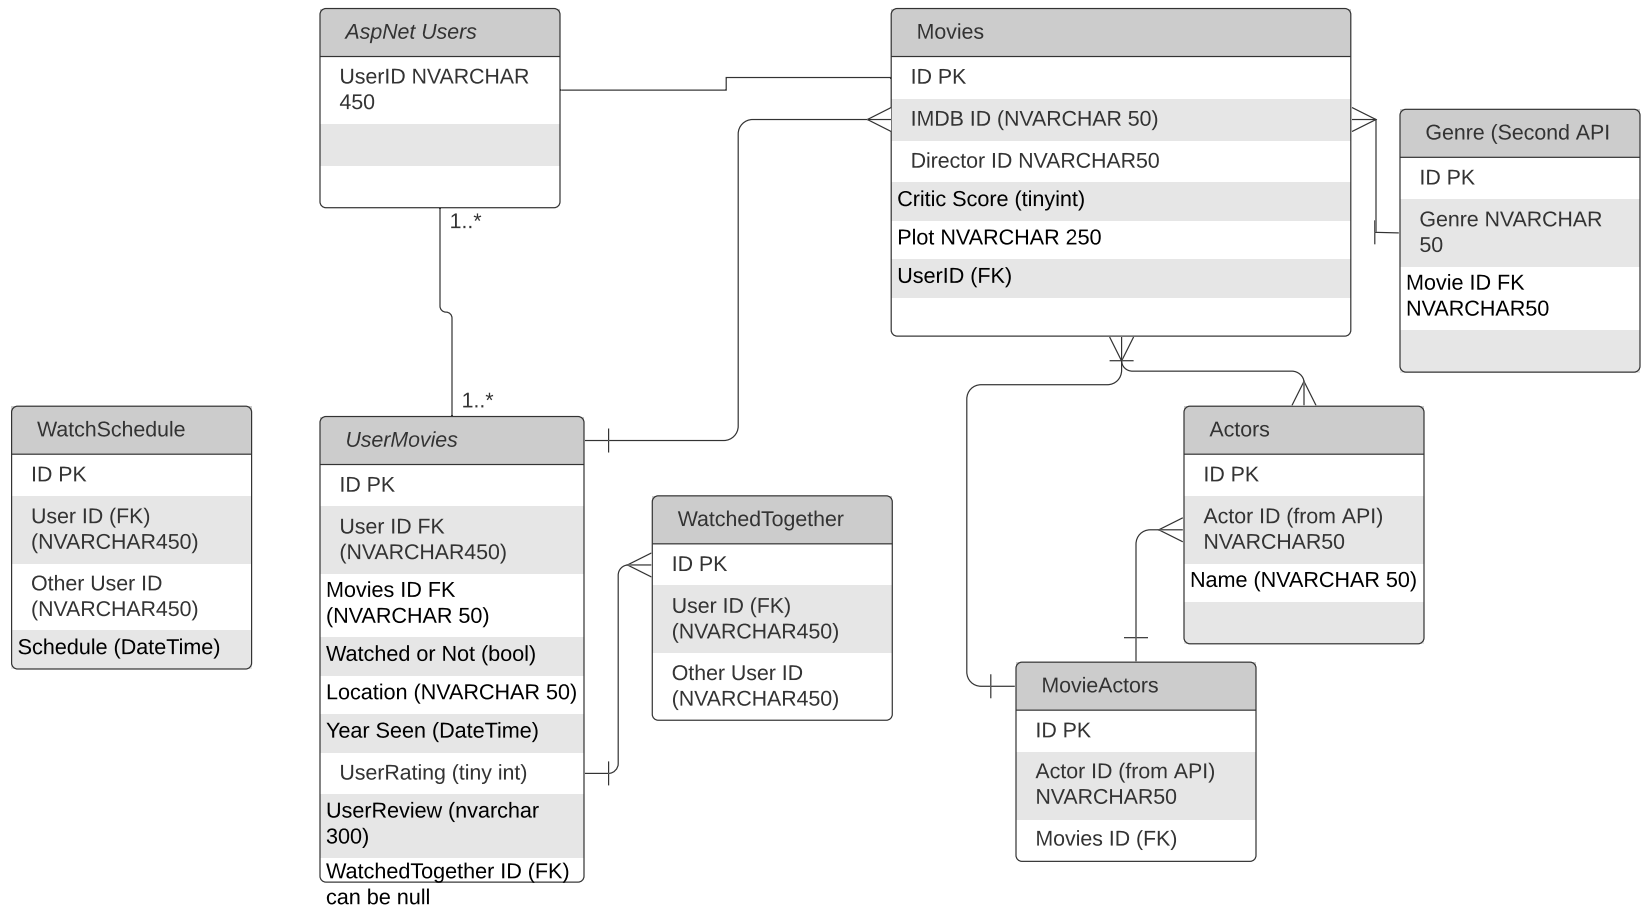 AspNet Users
UserID NVARCHAR
450
1..*
1..*
Movies
ID PK
IMDB ID (NVARCHAR 50)
Director ID NVARCHAR50
Critic Score (tinyint)
Plot NVARCHAR 250
UserID (FK)
Genre (Second API
ID PK
Genre NVARCHAR
50
Movie ID FK
NVARCHAR50
WatchSchedule
ID PK
User ID (FK)
(NVARCHAR450)
Other User ID
(NVARCHAR450)
Schedule (DateTime)
UserMovies
ID PK
User ID FK
(NVARCHAR450)
Movies ID FK
(NVARCHAR 50)
Watched or Not (bool)
Location (NVARCHAR 50)
Year Seen (DateTime)
UserRating (tiny int)
UserReview (nvarchar
300)
WatchedTogether ID (FK)
can be null
WatchedTogether
ID PK
User ID (FK)
(NVARCHAR450)
Other User ID
(NVARCHAR450)
Actors
ID PK
Actor ID (from API)
NVARCHAR50
Name (NVARCHAR 50)
MovieActors
ID PK
Actor ID (from API)
NVARCHAR50
Movies ID (FK)